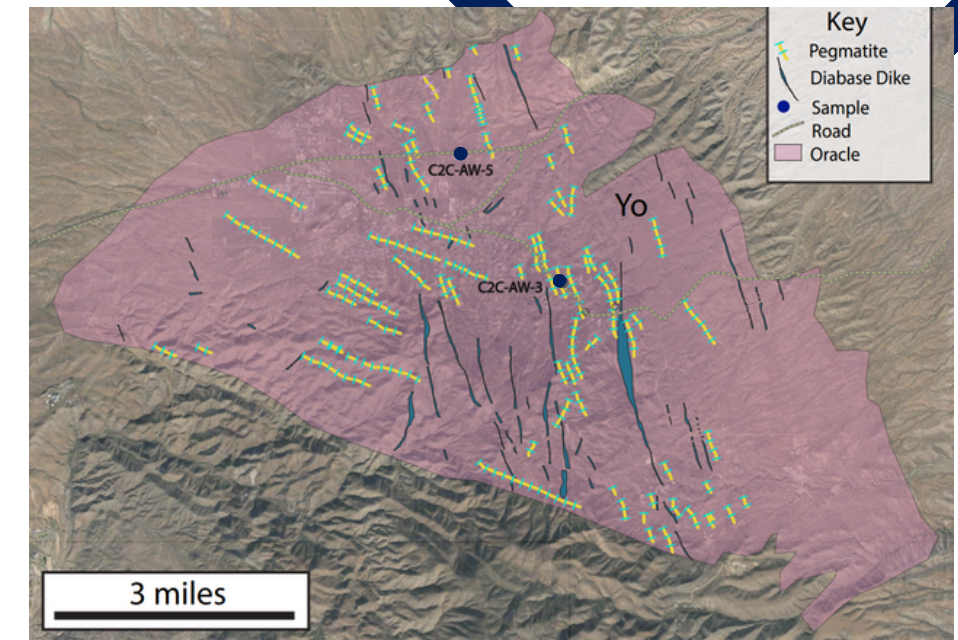 Key
Pegmatite
Diabase Dike
Sample
Road
Oracle
C2C-AW-5
Yo
C2C-AW-3
3 miles